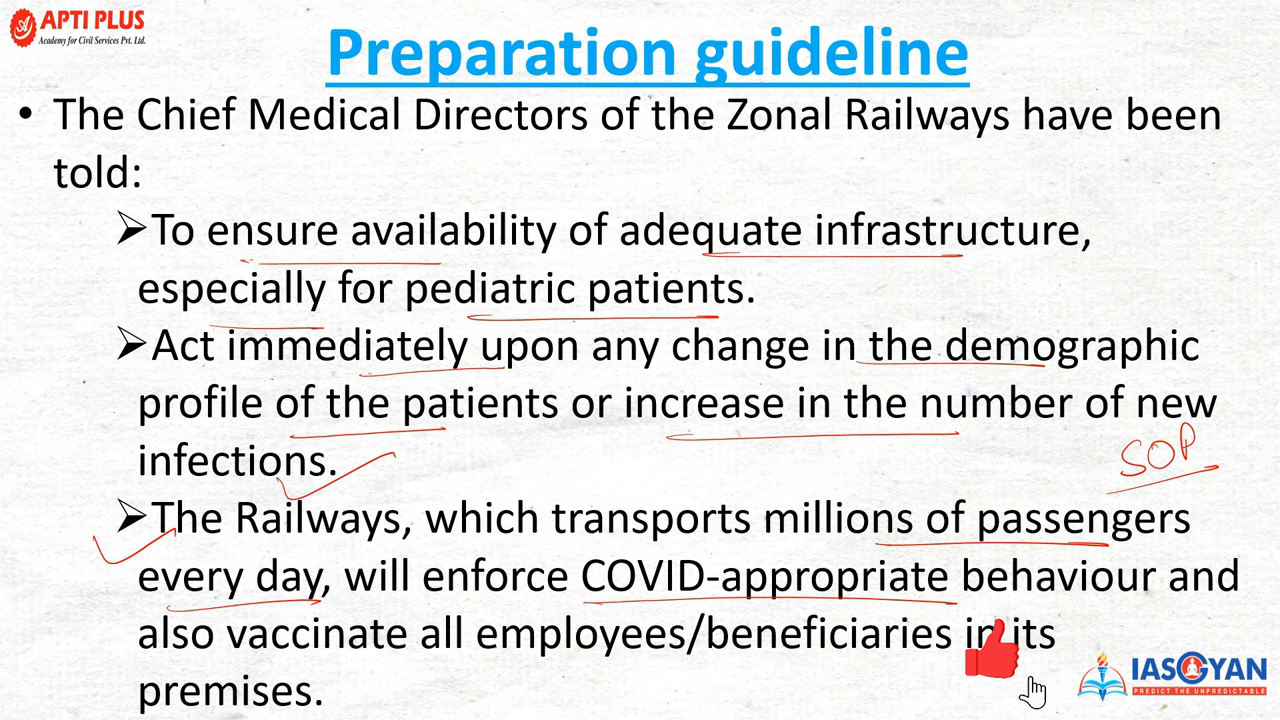 APTI PLUS
Academy for Civil Services Pvt. Ltd.
Preparation guideline
• The Chief Medical Directors of the Zonal Railways have been
told:
➢To ensure availability of adequate infrastructure,
especially for pediatric patients.
➢Act immediately upon any change in the demographic
profile of the patients or increase in the number of new
infections.
SOP
➢The Railways, which transports millions of passengers
every day, will enforce COVID-appropriate behaviour and
also vaccinate all employees/beneficiaries in its
premises.
IASGYAN
PREDICT THE UNPREDICTABLE